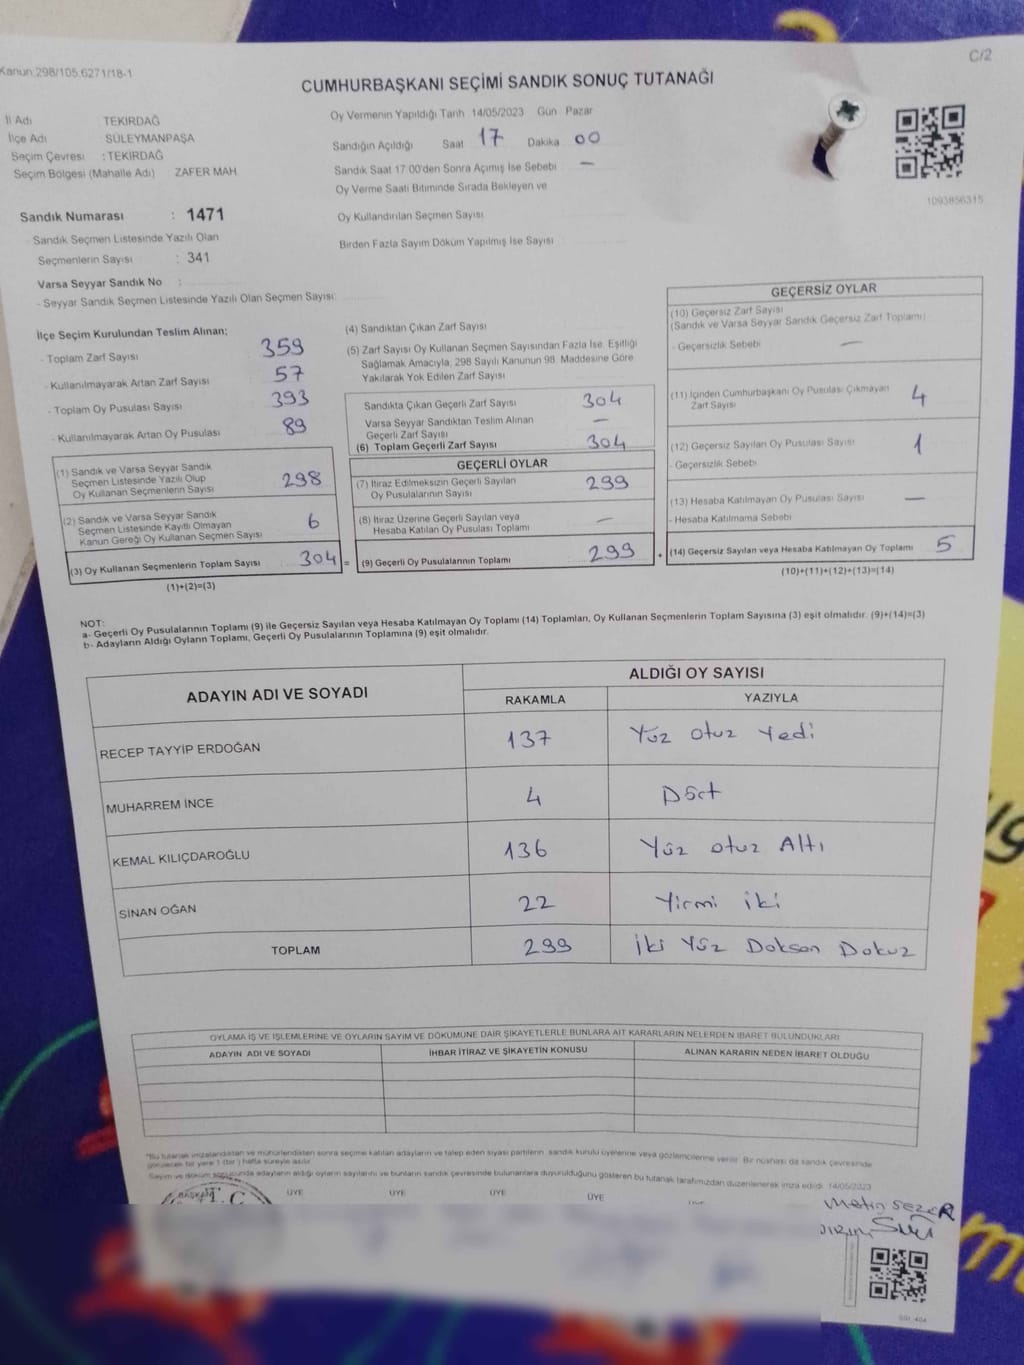 Kanun:298/105.6271/18-1
C/2
CUMHURBAŞKANI SEÇİMİ SANDIK SONUÇ TUTANAĞI
İl Adı TEKİRDAĞ
İlçe Adı SÜLEYMANPAŞA
Seçim Çevresi : TEKİRDAĞ
Seçim Bölgesi (Mahalle Adı) ZAFER MAH.
Oy Vermenin Yapıldığı Tarih 14/05/2023 Gün Pazar
Sandığın Açıldığı Saat 17 Dakika 00
Sandık Saat 17:00'den Sonra Açımış İse Sebebi —
Oy Verme Saati Bitiminde Sırada Bekleyen ve
Oy Kullandırılan Seçmen Sayısı
Birden Fazla Sayım Döküm Yapılmış İse Sayısı
1093856315
Sandık Numarası : 1471
Sandık Seçmen Listesinde Yazılı Olan
Seçmenlerin Sayısı : 341
Varsa Seyyar Sandık No :
- Seyyar Sandık Seçmen Listesinde Yazılı Olan Seçmen Sayısı:
İlçe Seçim Kurulundan Teslim Alınan;
- Toplam Zarf Sayısı 359
- Kullanılmayarak Artan Zarf Sayısı 57
- Toplam Oy Pusulası Sayısı 393
- Kullanılmayarak Artan Oy Pusulası 89
(1) Sandık ve Varsa Seyyar Sandık
Seçmen Listesinde Yazılı Olup
Oy Kullanan Seçmenlerin Sayısı 298
(2) Sandık ve Varsa Seyyar Sandık
Seçmen Listesinde Kayıtlı Olmayan
Kanun Gereği Oy Kullanan Seçmen Sayısı 6
(3) Oy Kullanan Seçmenlerin Toplam Sayısı 304 =
(1)+(2)=(3)
(4) Sandıktan Çıkan Zarf Sayısı
(5) Zarf Sayısı Oy Kullanan Seçmen Sayısından Fazla İse, Eşitliği
Sağlamak Amacıyla; 298 Sayılı Kanunun 98. Maddesine Göre
Yakılarak Yok Edilen Zarf Sayısı
Sandıkta Çıkan Geçerli Zarf Sayısı 304
Varsa Seyyar Sandıktan Teslim Alınan
Geçerli Zarf Sayısı —
(6) Toplam Geçerli Zarf Sayısı 304
GEÇERLİ OYLAR
(7) İtiraz Edilmeksizin Geçerli Sayılan
Oy Pusulalarının Sayısı 299
(8) İtiraz Üzerine Geçerli Sayılan veya
Hesaba Katılan Oy Pusulası Toplamı —
(9) Geçerli Oy Pusulalarının Toplamı 299 +
GEÇERSİZ OYLAR
(10) Geçersiz Zarf Sayısı
(Sandık ve Varsa Seyyar Sandık Geçersiz Zarf Toplamı)
- Geçersizlik Sebebi —
(11) İçinden Cumhurbaşkanı Oy Pusulası Çıkmayan
Zarf Sayısı 4
(12) Geçersiz Sayılan Oy Pusulası Sayısı 1
- Geçersizlik Sebebi
(13) Hesaba Katılmayan Oy Pusulası Sayısı —
- Hesaba Katılmama Sebebi
(14) Geçersiz Sayılan veya Hesaba Katılmayan Oy Toplamı 5
(10)+(11)+(12)+(13)=(14)
NOT:
a- Geçerli Oy Pusulalarının Toplamı (9) ile Geçersiz Sayılan veya Hesaba Katılmayan Oy Toplamı (14) Toplamları, Oy Kullanan Seçmenlerin Toplam Sayısına (3) eşit olmalıdır. (9)+(14)=(3)
b- Adayların Aldığı Oyların Toplamı, Geçerli Oy Pusulalarının Toplamına (9) eşit olmalıdır.
ADAYIN ADI VE SOYADI
ALDIĞI OY SAYISI
RAKAMLA YAZIYLA
RECEP TAYYİP ERDOĞAN 137 Yüz otuz Yedi
MUHARREM İNCE 4 Dört
KEMAL KILIÇDAROĞLU 136 Yüz otuz Altı
SİNAN OĞAN 22 Yirmi iki
TOPLAM 299 İki Yüz Doksan Dokuz
OYLAMA İŞ VE İŞLEMLERİNE VE OYLARIN SAYIM VE DÖKÜMÜNE DAİR ŞİKAYETLERLE BUNLARA AİT KARARLARIN NELERDEN İBARET BULUNDUKLARI
ADAYIN ADI VE SOYADI İHBAR İTİRAZ VE ŞİKAYETİN KONUSU ALINAN KARARIN NEDEN İBARET OLDUĞU
*Bu tutanak imzalandıktan ve mühürlendikten sonra seçime katılan adayların ve talep eden siyasi partilerin, sandık kurulu üyelerine veya gözlemcilerine verilir. Bir nüshası da sandık çevresinde
görülecek bir yere 1 (bir) hafta süreyle asılır.
Sayım ve döküm sonucunda adayların aldığı oyların sayılarını ve bunların sandık çevresinde bulunanlara duyurulduğunu gösteren bu tutanak tarafımızdan düzenlenerek imza edildi. 14/05/2023
BAŞKAN T.C
ÜYE ÜYE ÜYE ÜYE
Metin SEZER